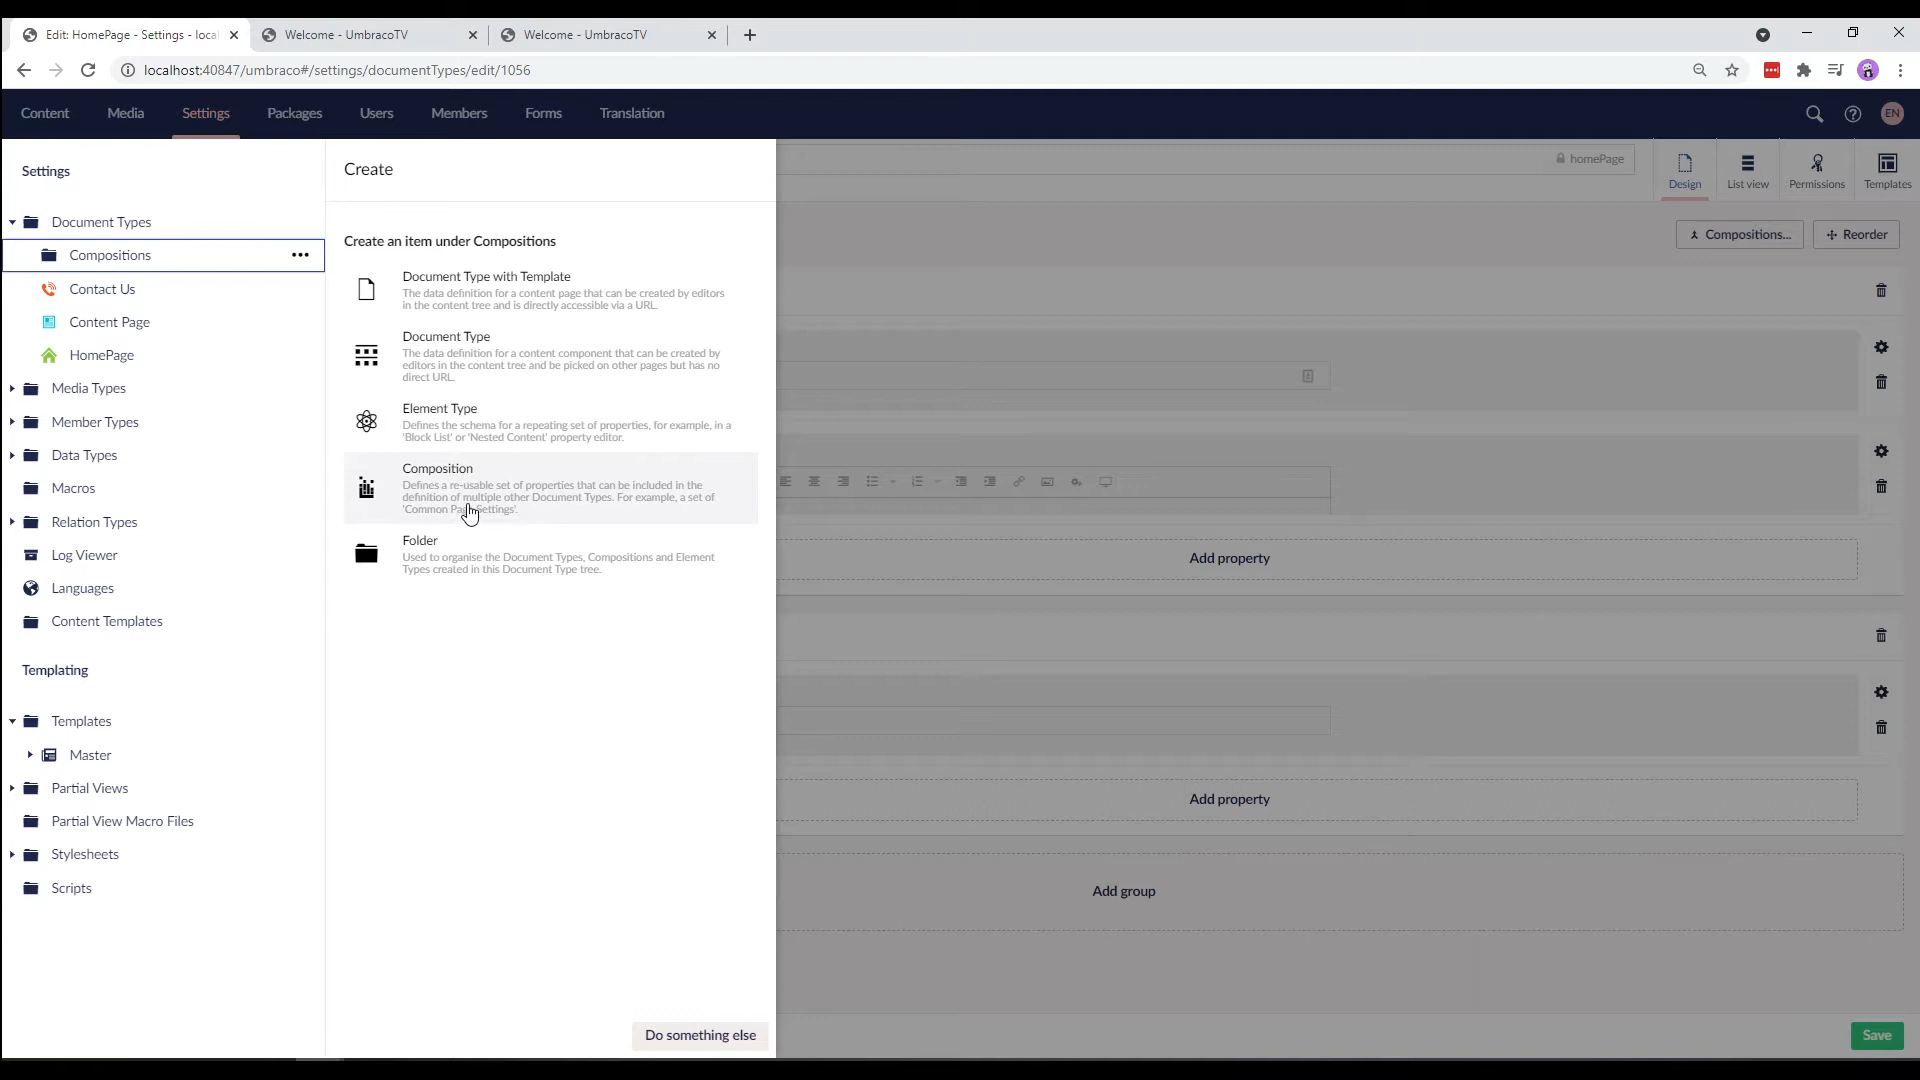 Edit: HomePage - Settings - local
Welcome - UmbracoTV
Welcome - UmbracoTV
localhost:40847/umbraco#/settings/documentTypes/edit/1056
Content
Media
Settings
Packages
Users
Members
Forms
Translation
EN
Settings
Document Types
Compositions
Contact Us
Content Page
HomePage
Media Types
Member Types
Data Types
Macros
Relation Types
Log Viewer
Languages
Content Templates
Templating
Templates
Master
Partial Views
Partial View Macro Files
Stylesheets
Scripts
Create
Create an item under Compositions
Document Type with Template
The data definition for a content page that can be created by editors
in the content tree and is directly accessible via a URL.
Document Type
The data definition for a content component that can be created by
editors in the content tree and be picked on other pages but has no
direct URL.
Element Type
Defines the schema for a repeating set of properties, for example, in a
'Block List' or 'Nested Content' property editor.
Composition
Defines a re-usable set of properties that can be included in the
definition of multiple other Document Types. For example, a set of
'Common Page Settings'.
Folder
Used to organise the Document Types, Compositions and Element
Types created in this Document Type tree.
Do something else
homePage
Design
List view
Permissions
Templates
Compositions...
Reorder
Add property
Add property
Add group
Save